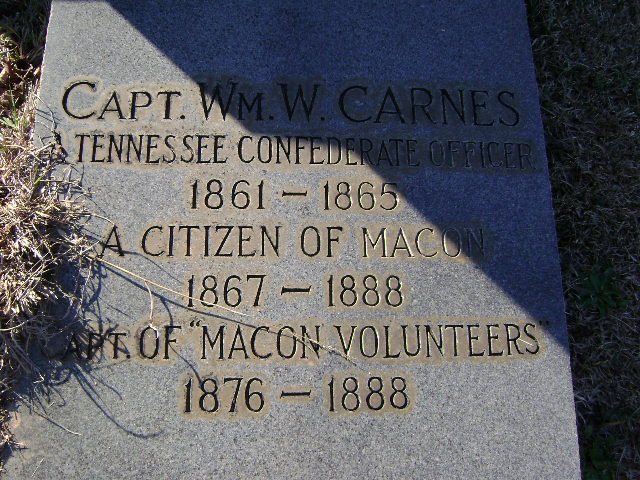 CAPT. WM. W. CARNES
A TENNESSEE CONFEDERATE OFFICER
1861 — 1865
A CITIZEN OF MACON
1867 — 1888
CAPT. OF "MACON VOLUNTEERS"
1876 — 1888